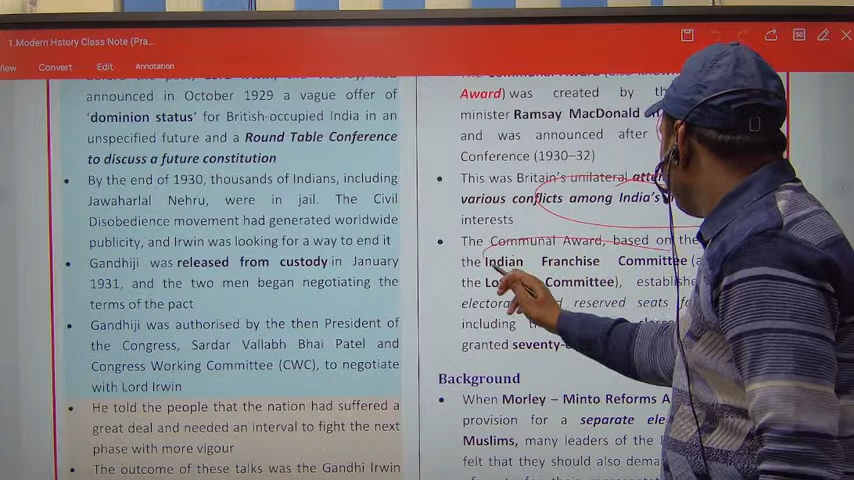 1.Modern Hstory Class Note (Pra...
50
View
Convert
Edit
Annotation
announced in October 1929 a vague offer of
'dominion status' for British-occupied India in an
unspecified future and a Round Table Conference
to discuss a future constitution
• By the end of 1930, thousands of Indians, including
Jawaharlal Nehru, were in jail. The Civil
Disobedience movement had generated worldwide
publicity, and Irwin was looking for a way to end it
• Gandhiji was released from custody in January
1931, and the two men began negotiating the
terms of the pact
• Gandhiji was authorised by the then President of
the Congress, Sardar Vallabh Bhai Patel and
Congress Working Committee (CWC), to negotiate
with Lord Irwin
• He told the people that the nation had suffered a
great deal and needed an interval to fight the next
phase with more vigour
• The outcome of these talks was the Gandhi Irwin
Award) was created by
minister Ramsay MacDonald
and was announced after
Conference (1930–32)
• This was Britain's unilateral
various conflicts among India's
interests
• The Communal Award, based on the
the Indian Franchise Committee
the Committee),
reserved seats
including
granted
Background
• When Morley – Minto Reforms
provision for a separate
Muslims, many leaders of the
felt that they should also